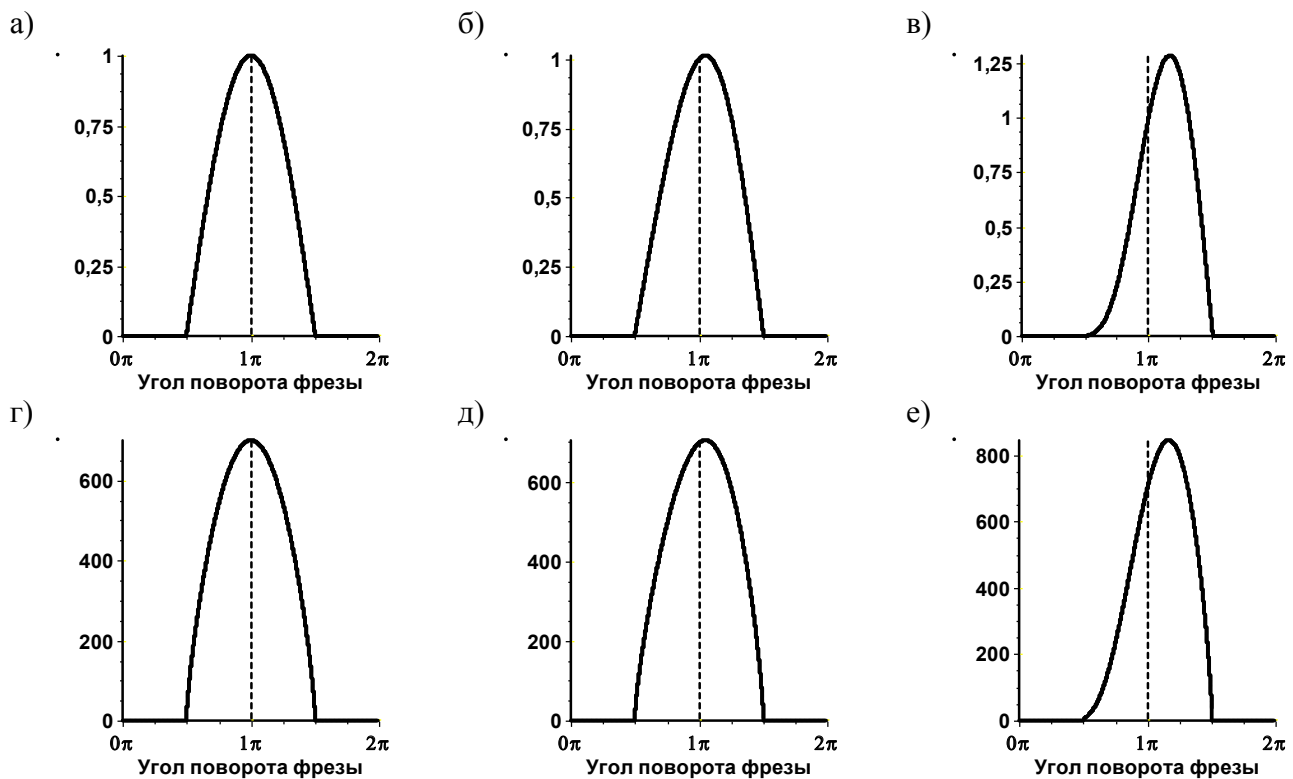 а) б) в)
1 1 1,25
0,75 0,75 1
0,5 0,5 0,75
0,25 0,25 0,5
0 0 0,25
0
0π 1π 2π 0π 1π 2π 0π 1π 2π
Угол поворота фрезы Угол поворота фрезы Угол поворота фрезы
г) д) е)
600 600 800
400 400 600
200 200 400
0 0 200
0
0π 1π 2π 0π 1π 2π 0π 1π 2π
Угол поворота фрезы Угол поворота фрезы Угол поворота фрезы